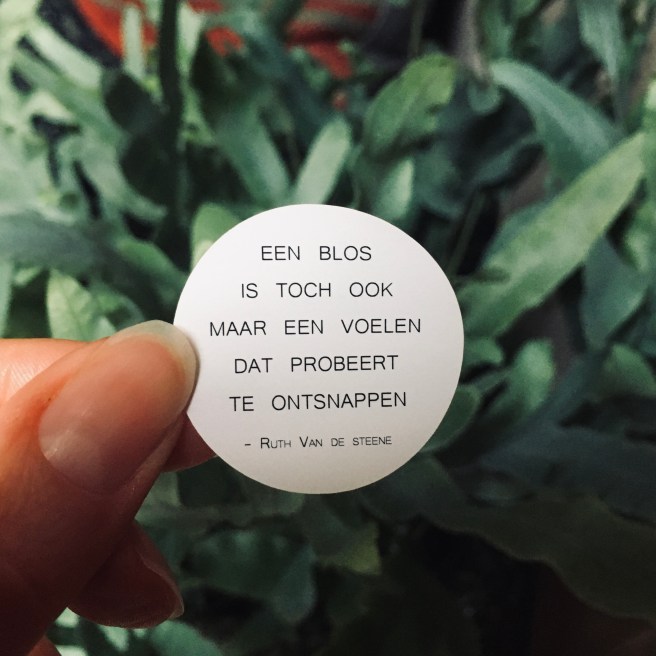 EEN BLOS
IS TOCH OOK
MAAR EEN VOELEN
DAT PROBEERT
TE ONTSNAPPEN
- RUTH VAN DE STEENE